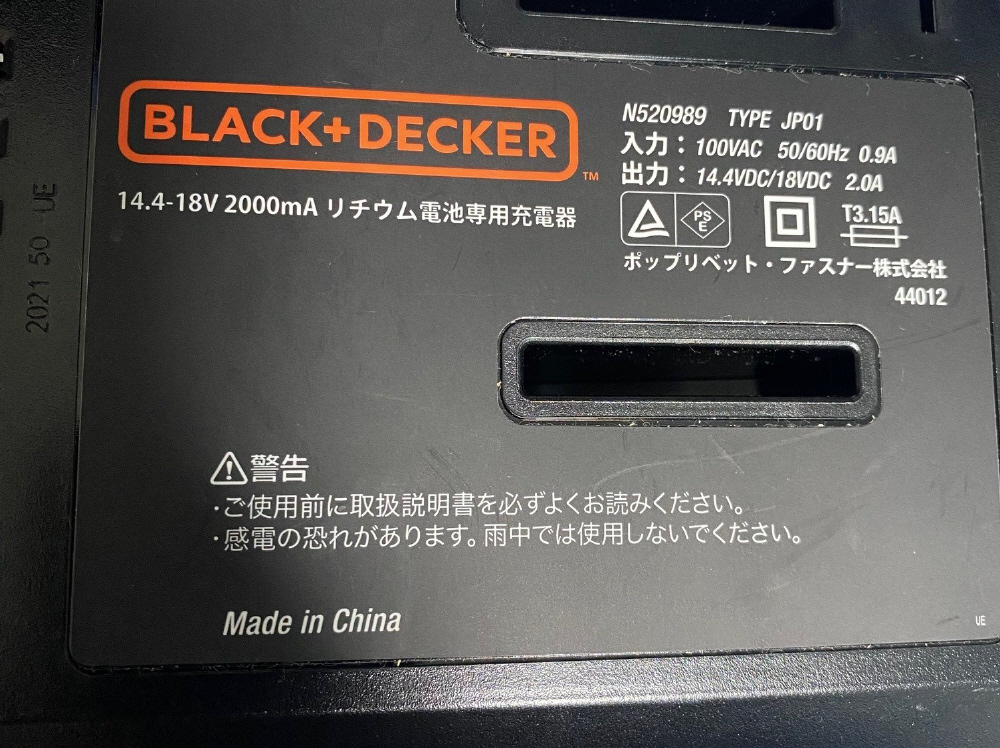 BLACK+DECKER™
14.4-18V 2000mA リチウム電池専用充電器
N520989 TYPE JP01
入力：100VAC 50/60Hz 0.9A
出力：14.4VDC/18VDC 2.0A
PS
E
T3.15A
ポップリベット・ファスナー株式会社
44012
2021 50 UE
警告
・ご使用前に取扱説明書を必ずよくお読みください。
・感電の恐れがあります。雨中では使用しないでください。
Made in China
UE